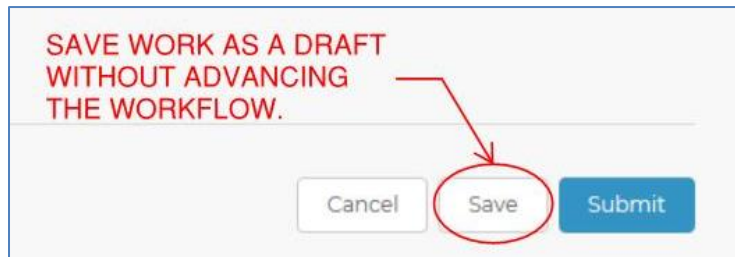 SAVE WORK AS A DRAFT
WITHOUT ADVANCING
THE WORKFLOW.
Cancel Save Submit